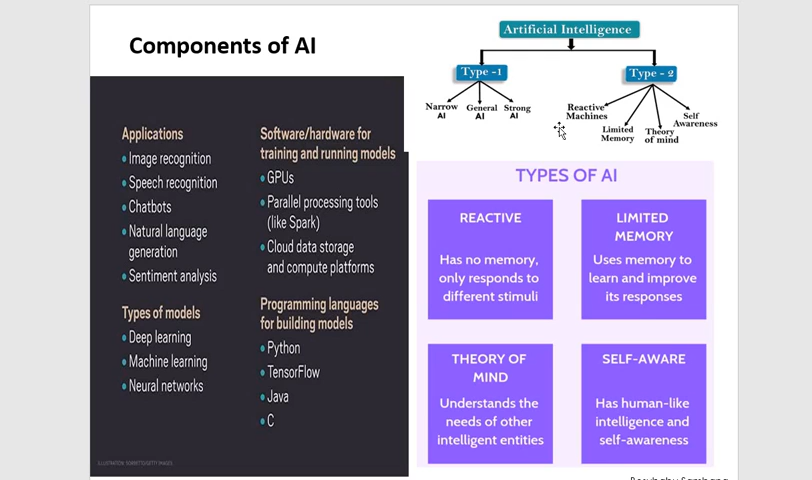 Components of AI
Applications
Image recognition
Speech recognition
Chatbots
Natural language
generation
Sentiment analysis
Types of models
Deep learning
Machine learning
Neural networks
Software/hardware for
training and running models
GPUs
Parallel processing tools
(like Spark)
Cloud data storage
and compute platforms
Programming languages
for building models
Python
TensorFlow
Java
C
Artificial Intelligence
Type -1
Type - 2
Narrow
AI
General
AI
Strong
AI
Reactive
Machines
Limited
Memory
Theory
of mind
Self
Awareness
TYPES OF AI
REACTIVE
Has no memory,
only responds to
different stimuli
LIMITED
MEMORY
Uses memory to
learn and improve
its responses
THEORY OF
MIND
Understands the
needs of other
intelligent entities
SELF-AWARE
Has human-like
intelligence and
self-awareness